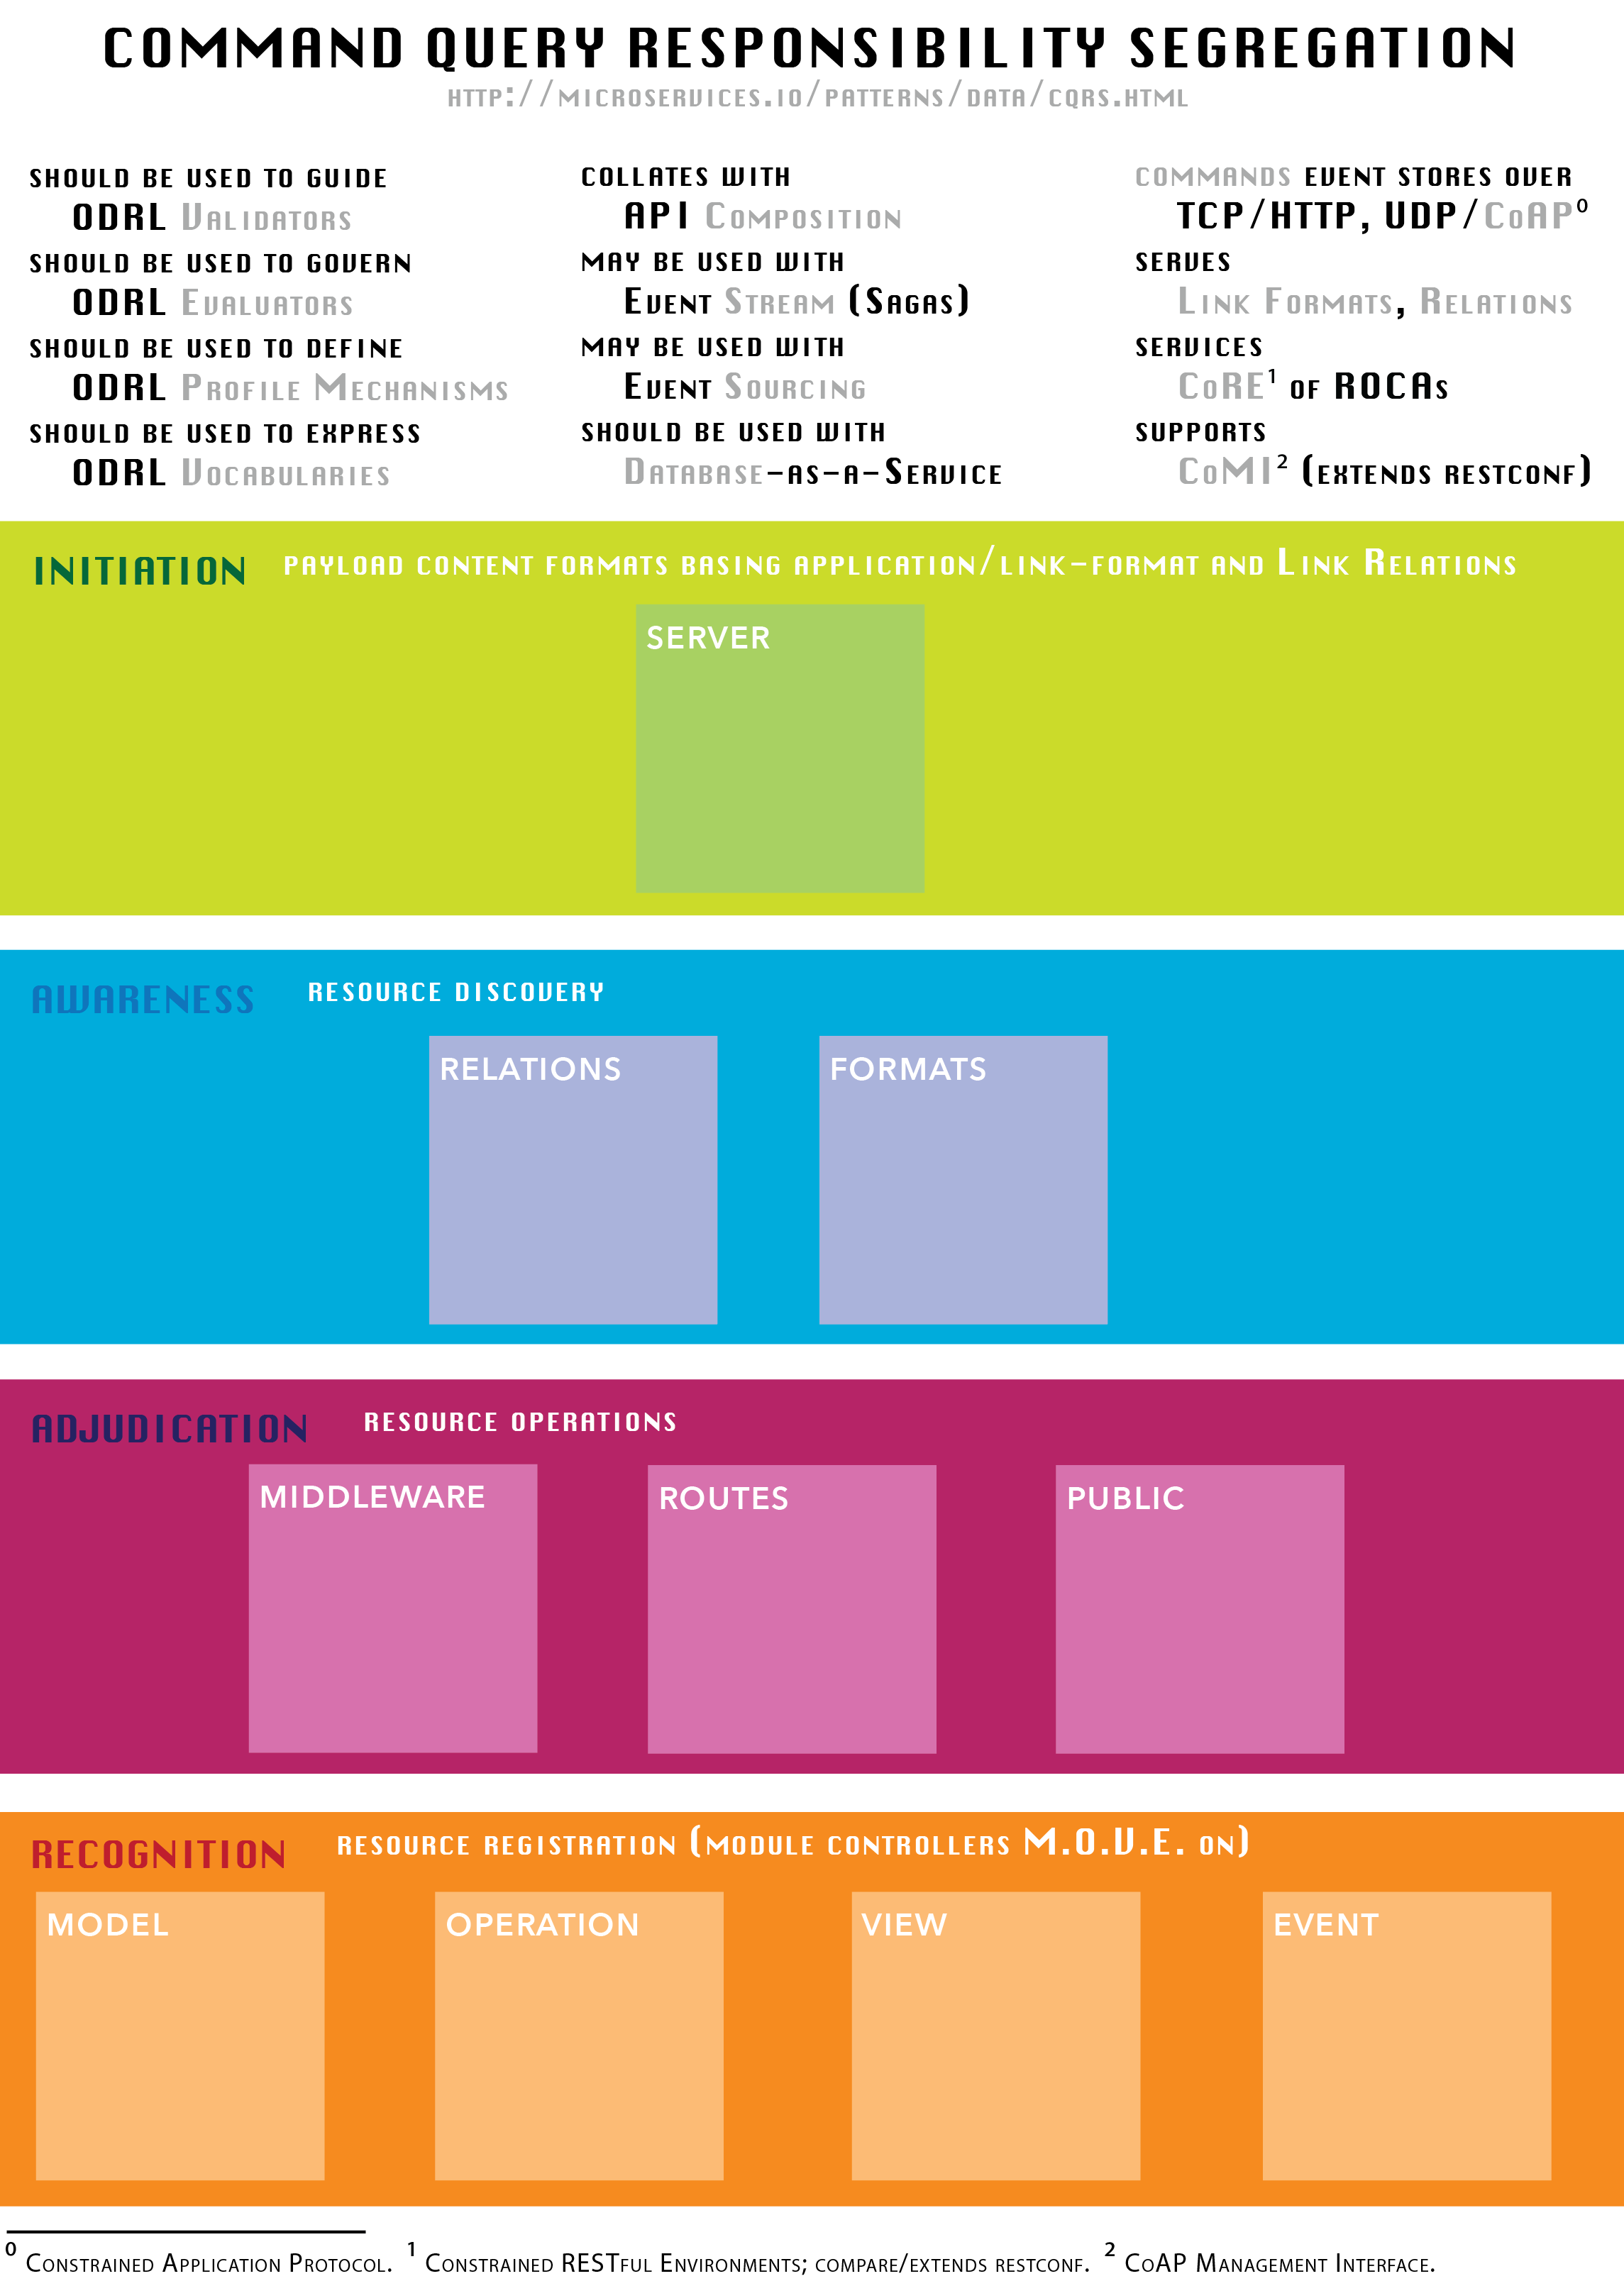 COMMAND QUERY RESPONSIBILITY SEGREGATION
HTTP://MICROSERVICES.IO/PATTERNS/DATA/CQRS.HTML
SHOULD BE USED TO GUIDE
ODRL VALIDATORS
SHOULD BE USED TO GOVERN
ODRL EVALUATORS
SHOULD BE USED TO DEFINE
ODRL PROFILE MECHANISMS
SHOULD BE USED TO EXPRESS
ODRL VOCABULARIES
COLLATES WITH
API COMPOSITION
MAY BE USED WITH
EVENT STREAM (SAGAS)
MAY BE USED WITH
EVENT SOURCING
SHOULD BE USED WITH
DATABASE-AS-A-SERVICE
COMMANDS EVENT STORES OVER
TCP/HTTP, UDP/CoAP⁰
SERVES
LINK FORMATS, RELATIONS
SERVICES
CoRE¹ OF ROCAs
SUPPORTS
CoMI² (EXTENDS RESTCONF)
INITIATION PAYLOAD CONTENT FORMATS BASING APPLICATION/LINK-FORMAT AND LINK RELATIONS
SERVER
AWARENESS RESOURCE DISCOVERY
RELATIONS FORMATS
ADJUDICATION RESOURCE OPERATIONS
MIDDLEWARE ROUTES PUBLIC
RECOGNITION RESOURCE REGISTRATION (MODULE CONTROLLERS M.O.V.E. ON)
MODEL OPERATION VIEW EVENT
⁰ CONSTRAINED APPLICATION PROTOCOL. ¹ CONSTRAINED RESTFUL ENVIRONMENTS; COMPARE/EXTENDS RESTCONF. ² CoAP MANAGEMENT INTERFACE.